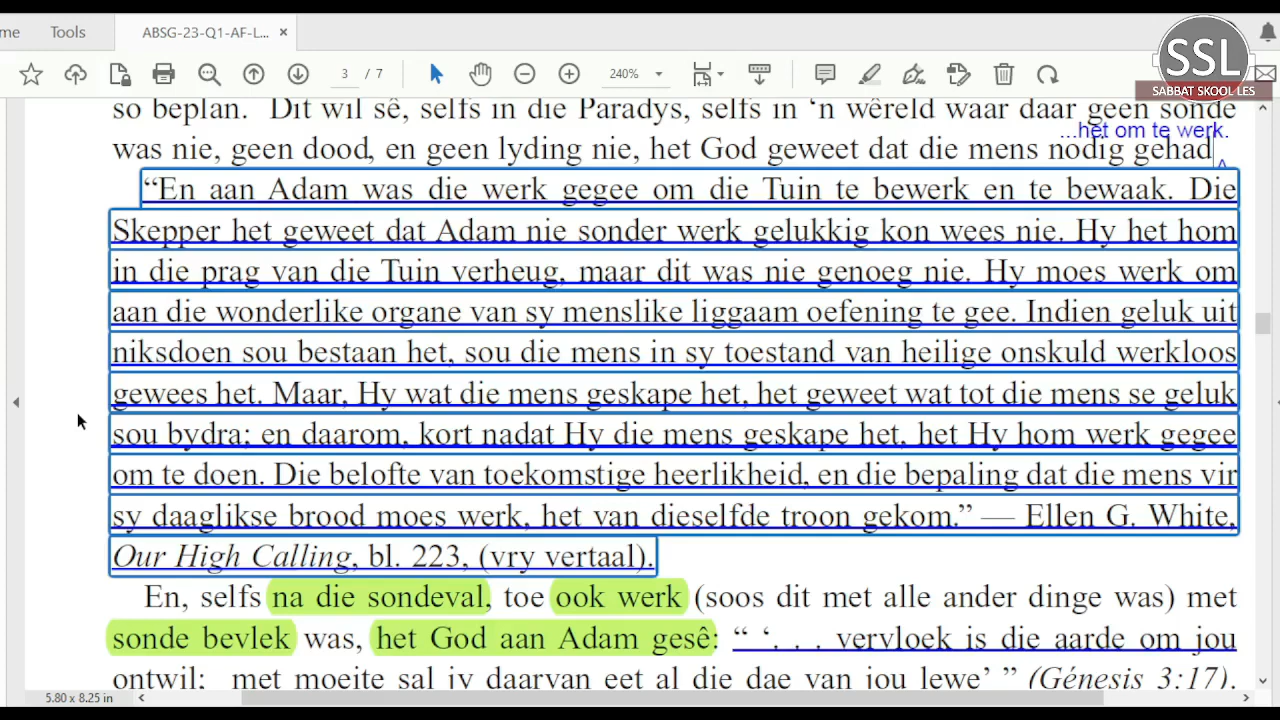 me Tools ABSG-23-Q1-AF-L... ×
3 / 7 240%
SSL
SABBAT SKOOL LES
so beplan. Dit wil sê, selfs in die Paradys, selfs in ‘n wêreld waar daar geen sonde
...het om te werk.
was nie, geen dood, en geen lyding nie, het God geweet dat die mens nodig gehad
“En aan Adam was die werk gegee om die Tuin te bewerk en te bewaak. Die
Skepper het geweet dat Adam nie sonder werk gelukkig kon wees nie. Hy het hom
in die prag van die Tuin verheug, maar dit was nie genoeg nie. Hy moes werk om
aan die wonderlike organe van sy menslike liggaam oefening te gee. Indien geluk uit
niksdoen sou bestaan het, sou die mens in sy toestand van heilige onskuld werkloos
gewees het. Maar, Hy wat die mens geskape het, het geweet wat tot die mens se geluk
sou bydra; en daarom, kort nadat Hy die mens geskape het, het Hy hom werk gegee
om te doen. Die belofte van toekomstige heerlikheid, en die bepaling dat die mens vir
sy daaglikse brood moes werk, het van dieselfde troon gekom.” — Ellen G. White,
Our High Calling, bl. 223, (vry vertaal).
En, selfs na die sondeval, toe ook werk (soos dit met alle ander dinge was) met
sonde bevlek was, het God aan Adam gesê: “ ‘. . . vervloek is die aarde om jou
ontwil; met moeite sal jy daarvan eet al die dae van jou lewe’ ” (Génesis 3:17).
5.80 x 8.25 in